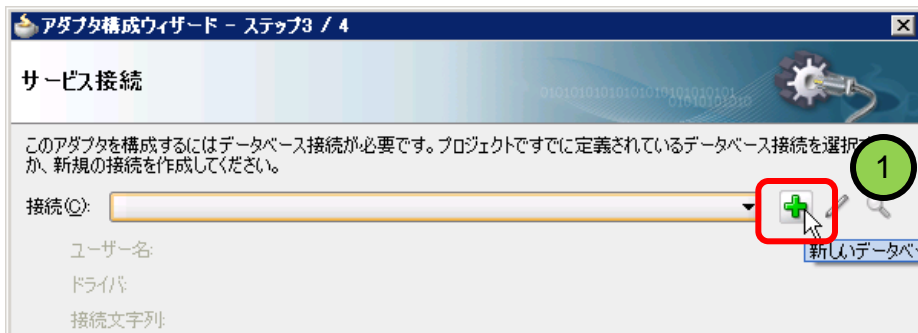 アダプタ構成ウィザード - ステップ3 / 4
サービス接続
このアダプタを構成するにはデータベース接続が必要です。プロジェクトですでに定義されているデータベース接続を選択
か、新規の接続を作成してください。
1
接続(C):
新しいデータベ
ユーザー名:
ドライバ:
接続文字列: